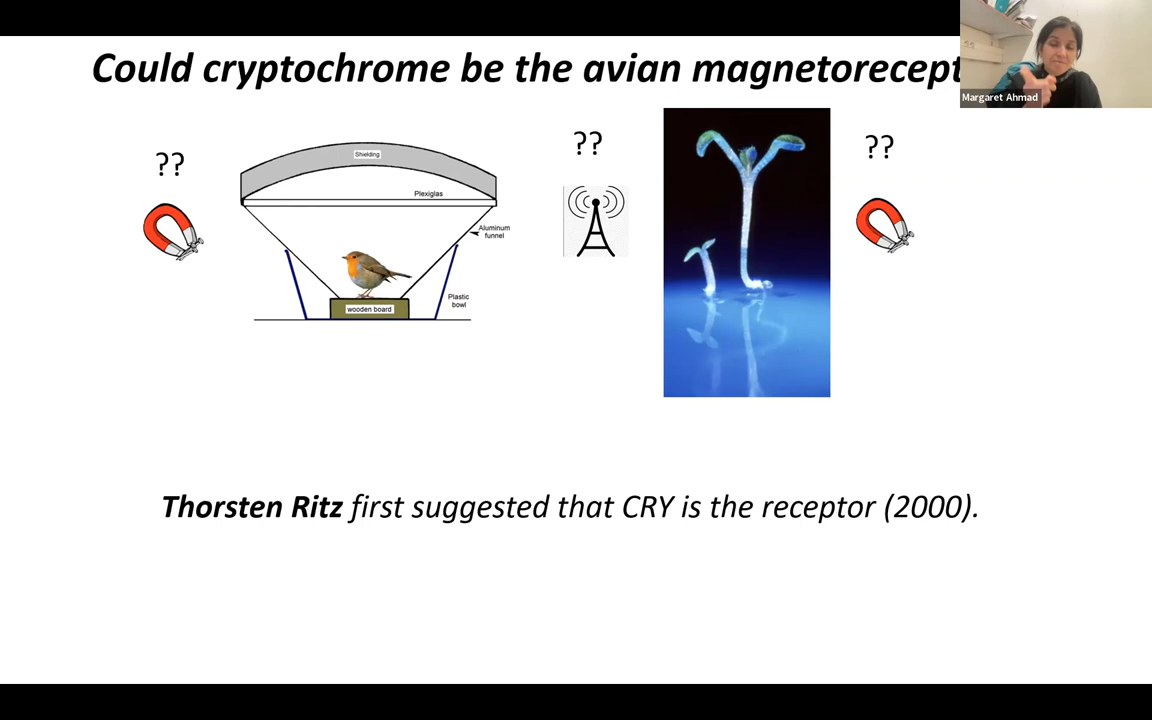 Could cryptochrome be the avian magnetorecept
Margaret Ahmad
??
??
??
Shielding
Plexiglas
Aluminum
funnel
Plastic
bowl
wooden board
Thorsten Ritz first suggested that CRY is the receptor (2000).